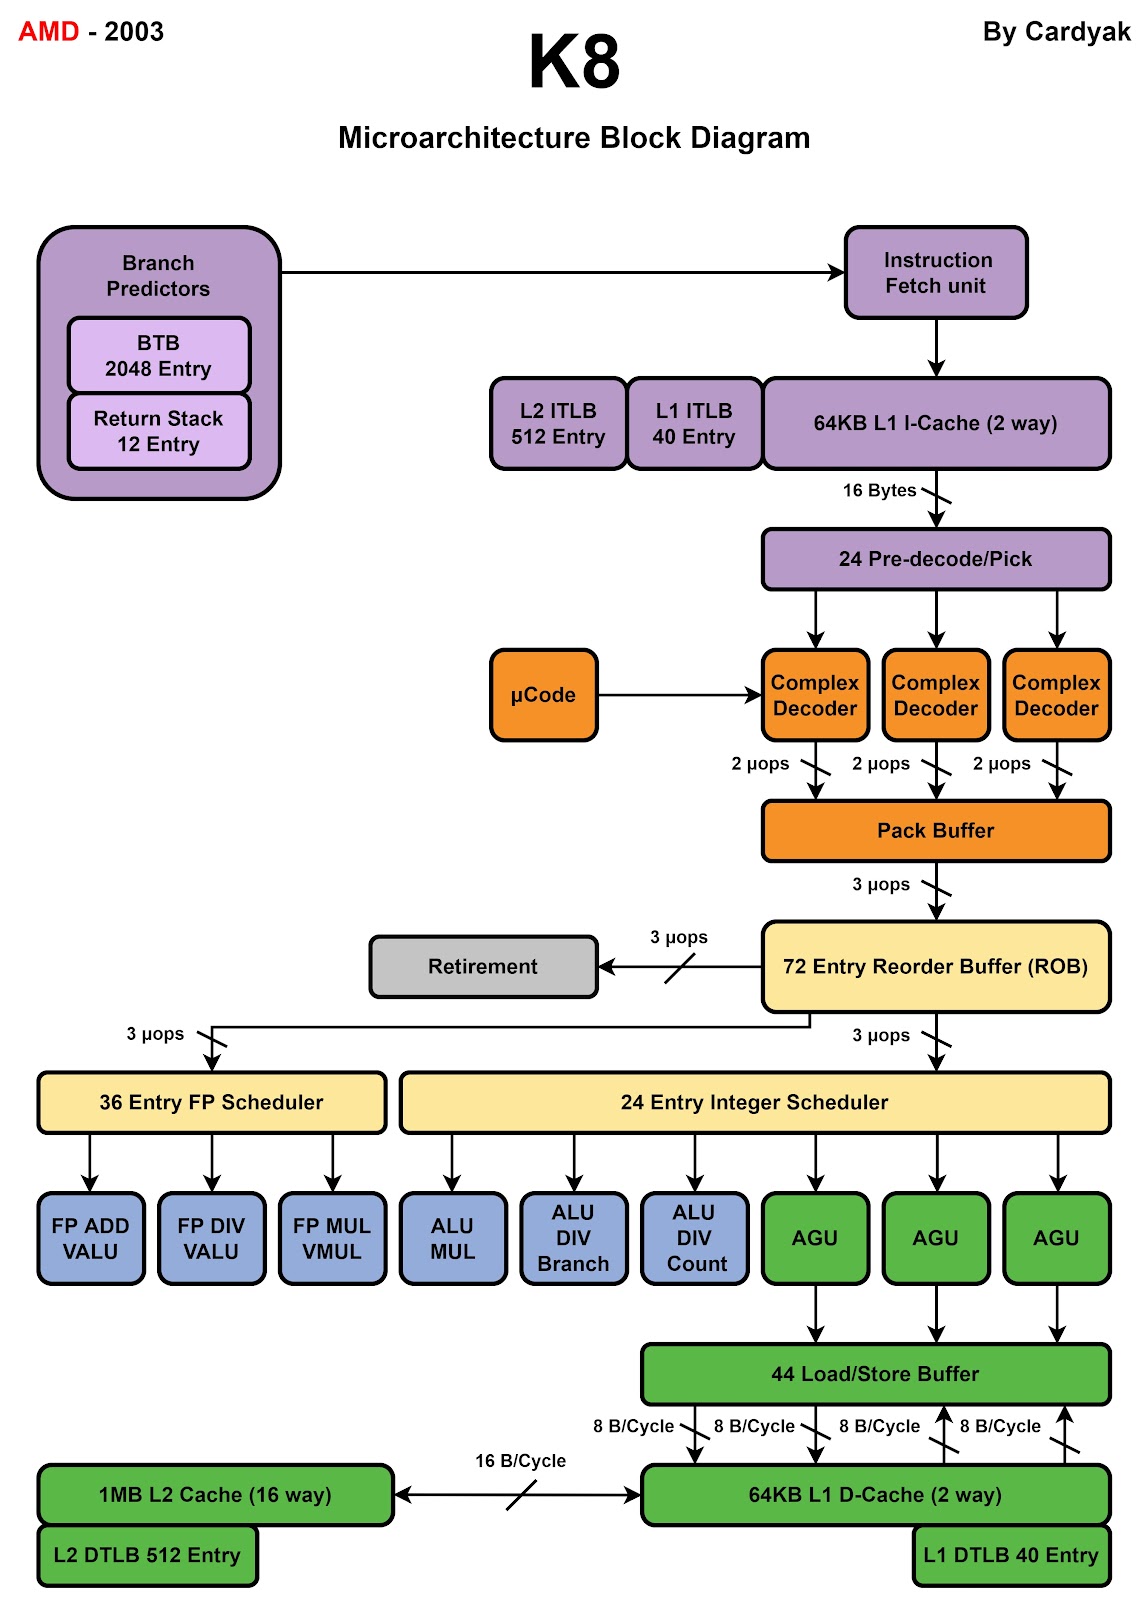 AMD - 2003
By Cardyak
K8
Microarchitecture Block Diagram
Branch
Predictors
BTB
2048 Entry
Return Stack
12 Entry
Instruction
Fetch unit
L2 ITLB
512 Entry
L1 ITLB
40 Entry
64KB L1 I-Cache (2 way)
16 Bytes
24 Pre-decode/Pick
µCode
Complex
Decoder
Complex
Decoder
Complex
Decoder
2 µops
2 µops
2 µops
Pack Buffer
3 µops
Retirement
3 µops
72 Entry Reorder Buffer (ROB)
3 µops
3 µops
36 Entry FP Scheduler
24 Entry Integer Scheduler
FP ADD
VALU
FP DIV
VALU
FP MUL
VMUL
ALU
MUL
ALU
DIV
Branch
ALU
DIV
Count
AGU
AGU
AGU
44 Load/Store Buffer
8 B/Cycle
8 B/Cycle
8 B/Cycle
8 B/Cycle
1MB L2 Cache (16 way)
16 B/Cycle
64KB L1 D-Cache (2 way)
L2 DTLB 512 Entry
L1 DTLB 40 Entry